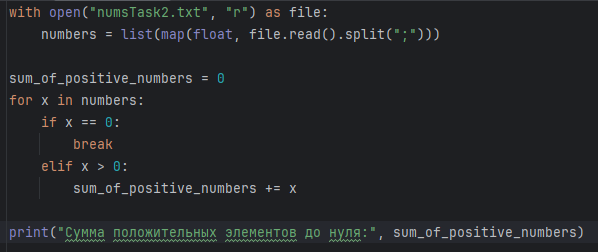 with open("numsTask2.txt", "r") as file:
    numbers = list(map(float, file.read().split(";")))

sum_of_positive_numbers = 0
for x in numbers:
    if x == 0:
        break
    elif x > 0:
        sum_of_positive_numbers += x

print("Сумма положительных элементов до нуля:", sum_of_positive_numbers)